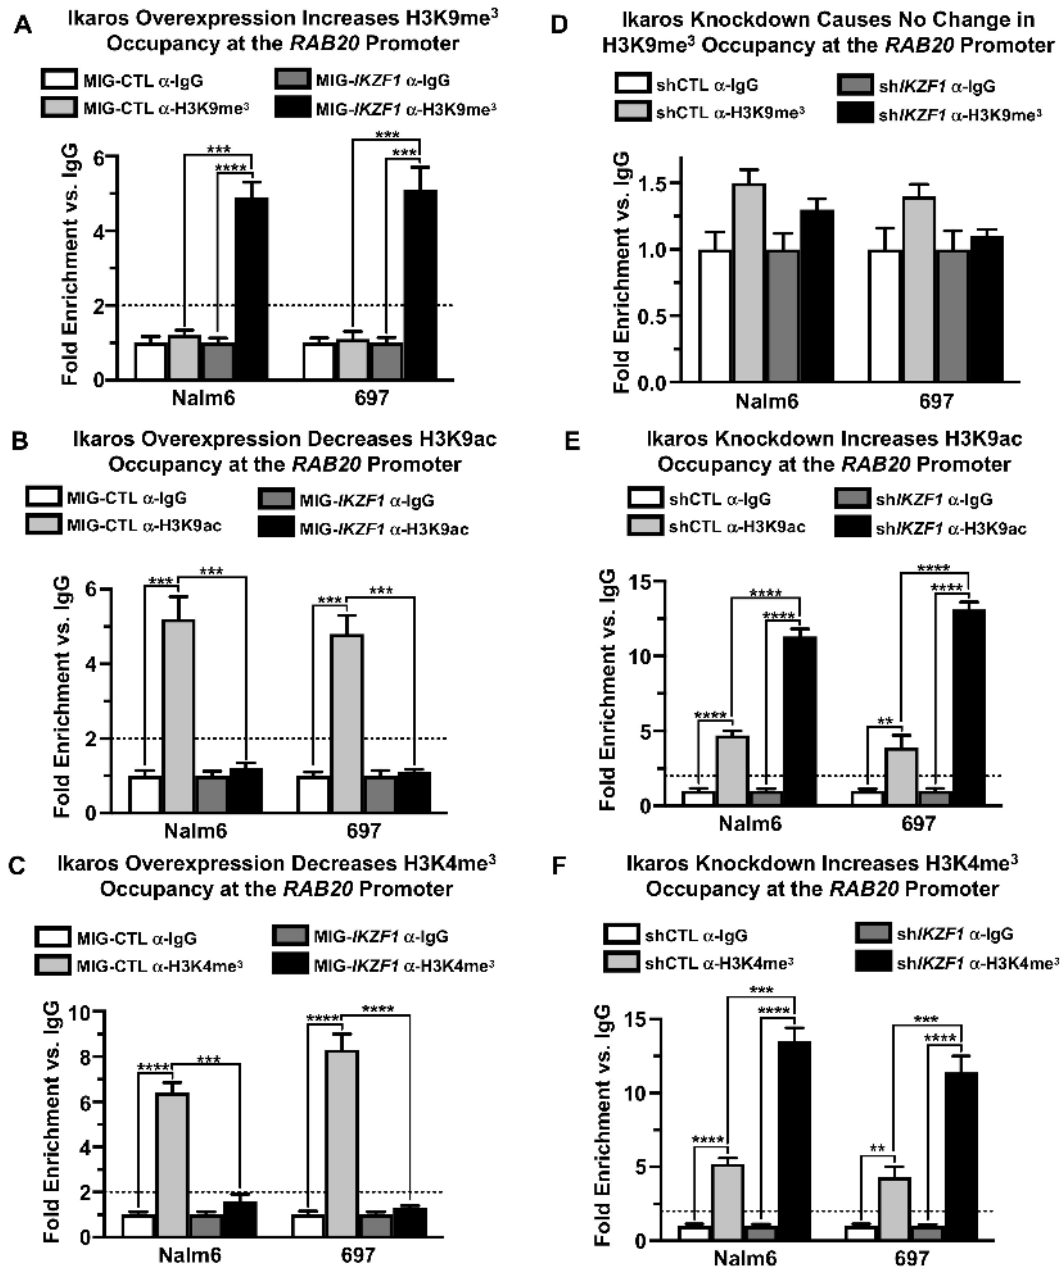 A
Ikaros Overexpression Increases H3K9me³
Occupancy at the RAB20 Promoter
MIG-CTL α-IgG
MIG-IKZF1 α-IgG
MIG-CTL α-H3K9me³
MIG-IKZF1 α-H3K9me³
Fold Enrichment vs. IgG
6
4
2
0
***
****
***
***
Nalm6
697
D
Ikaros Knockdown Causes No Change in
H3K9me³ Occupancy at the RAB20 Promoter
shCTL α-IgG
shIKZF1 α-IgG
shCTL α-H3K9me³
shIKZF1 α-H3K9me³
Fold Enrichment vs. IgG
1.5
1.0
0.5
0.0
Nalm6
697
B
Ikaros Overexpression Decreases H3K9ac
Occupancy at the RAB20 Promoter
MIG-CTL α-IgG
MIG-IKZF1 α-IgG
MIG-CTL α-H3K9ac
MIG-IKZF1 α-H3K9ac
Fold Enrichment vs. IgG
6
4
2
0
***
***
***
***
Nalm6
697
E
Ikaros Knockdown Increases H3K9ac
Occupancy at the RAB20 Promoter
shCTL α-IgG
shIKZF1 α-IgG
shCTL α-H3K9ac
shIKZF1 α-H3K9ac
Fold Enrichment vs. IgG
15
10
5
0
****
****
****
**
****
****
Nalm6
697
C
Ikaros Overexpression Decreases H3K4me³
Occupancy at the RAB20 Promoter
MIG-CTL α-IgG
MIG-IKZF1 α-IgG
MIG-CTL α-H3K4me³
MIG-IKZF1 α-H3K4me³
Fold Enrichment vs. IgG
10
8
6
4
2
0
****
***
****
****
Nalm6
697
F
Ikaros Knockdown Increases H3K4me³
Occupancy at the RAB20 Promoter
shCTL α-IgG
shIKZF1 α-IgG
shCTL α-H3K4me³
shIKZF1 α-H3K4me³
Fold Enrichment vs. IgG
15
10
5
0
****
***
****
**
***
****
Nalm6
697